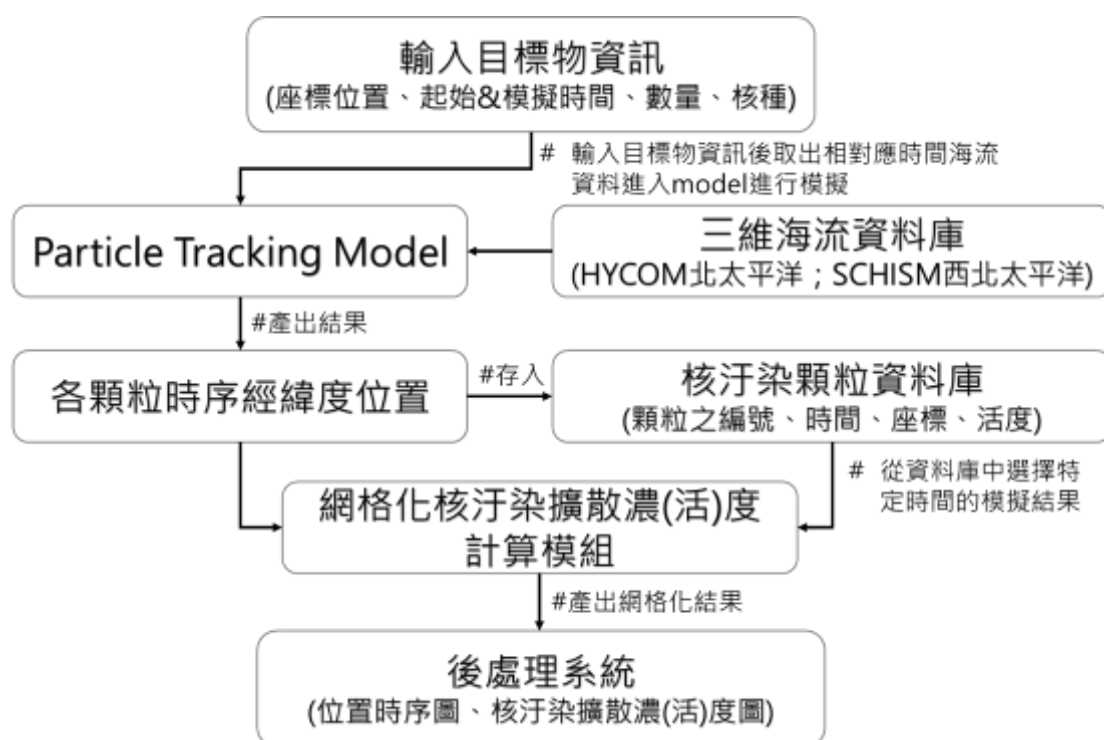 輸入目標物資訊
(座標位置、起始&模擬時間、數量、核種)
# 輸入目標物資訊後取出相對應時間海流
資料進入model進行模擬
Particle Tracking Model
三維海流資料庫
(HYCOM北太平洋；SCHISM西北太平洋)
#產出結果
各顆粒時序經緯度位置
#存入
核汙染顆粒資料庫
(顆粒之編號、時間、座標、活度)
# 從資料庫中選擇特
定時間的模擬結果
網格化核汙染擴散濃(活)度
計算模組
#產出網格化結果
後處理系統
(位置時序圖、核汙染擴散濃(活)度圖)